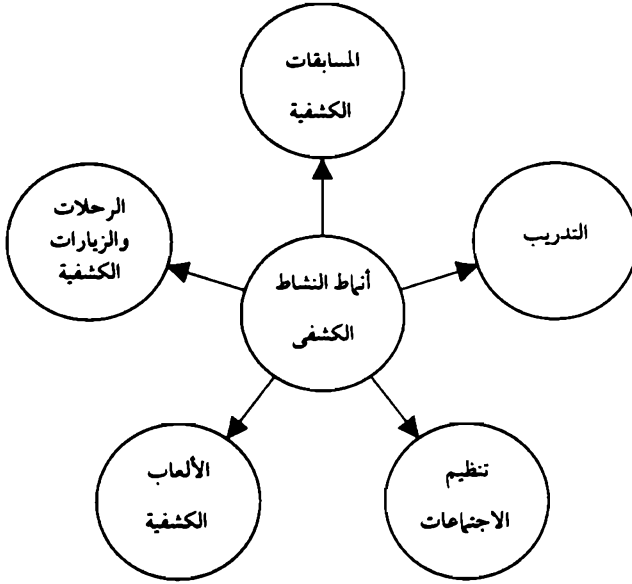 المسابقات
الكشفية
التدريب
الرحلات
والزيارات
الكشفية
أنماط النشاط
الكشفى
تنظيم
الاجتماعات
الألعاب
الكشفية